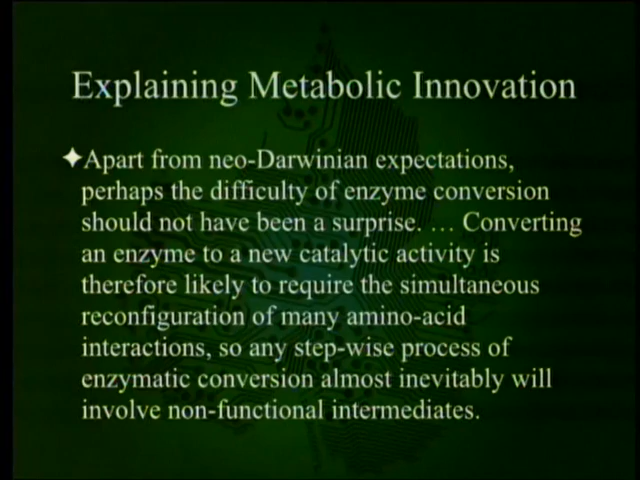 Explaining Metabolic Innovation
✦Apart from neo-Darwinian expectations,
perhaps the difficulty of enzyme conversion
should not have been a surprise. … Converting
an enzyme to a new catalytic activity is
therefore likely to require the simultaneous
reconfiguration of many amino-acid
interactions, so any step-wise process of
enzymatic conversion almost inevitably will
involve non-functional intermediates.